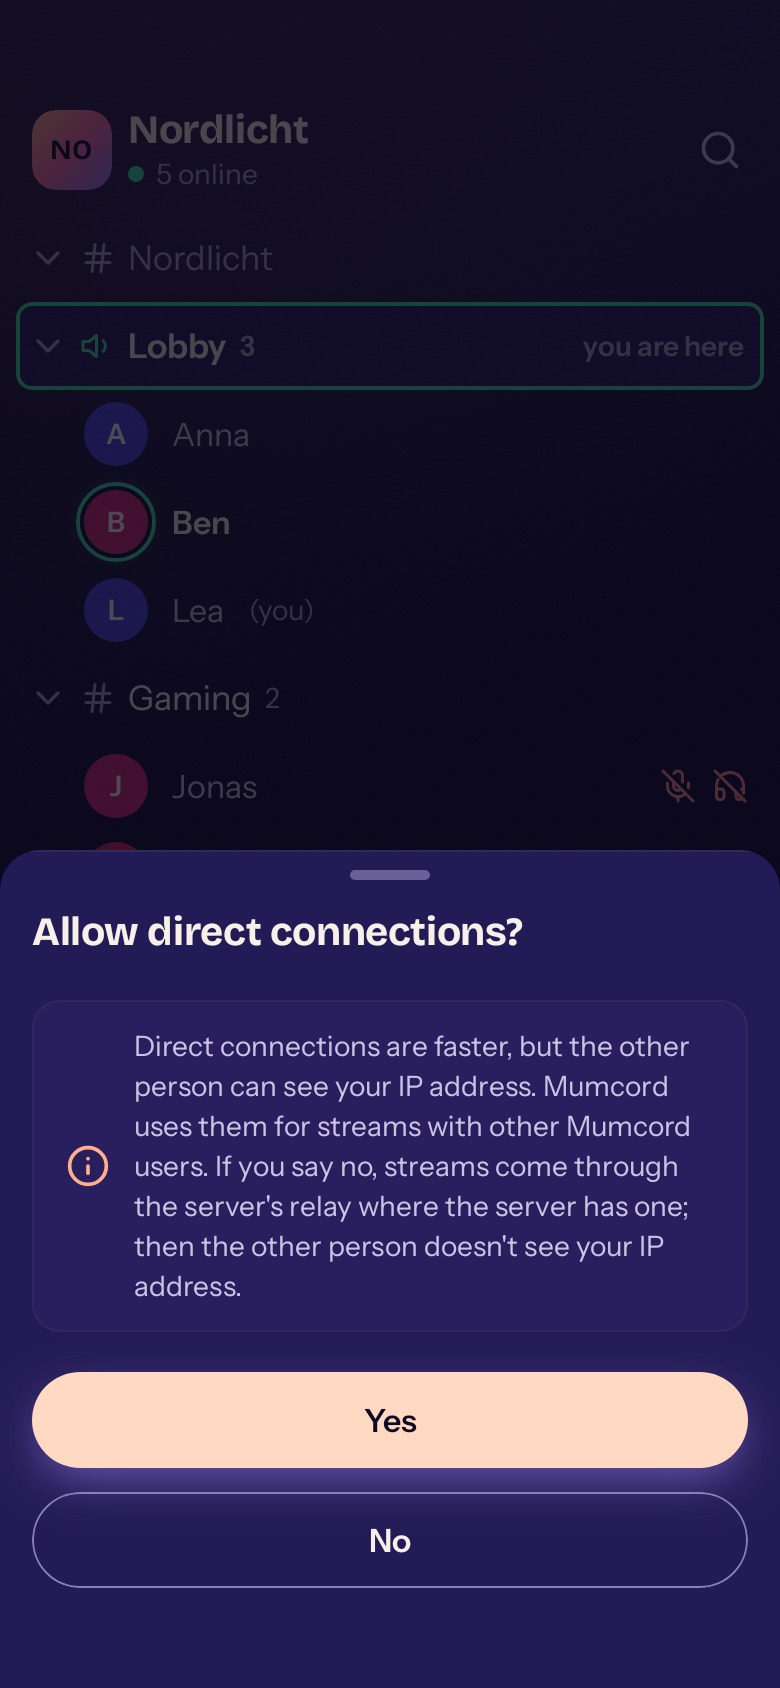 NO
Nordlicht
5 online
# Nordlicht
Lobby 3 you are here
A Anna
B Ben
L Lea (you)
# Gaming 2
J Jonas
Allow direct connections?
Direct connections are faster, but the other
person can see your IP address. Mumcord
uses them for streams with other Mumcord
users. If you say no, streams come through
the server's relay where the server has one;
then the other person doesn't see your IP
address.
Yes
No